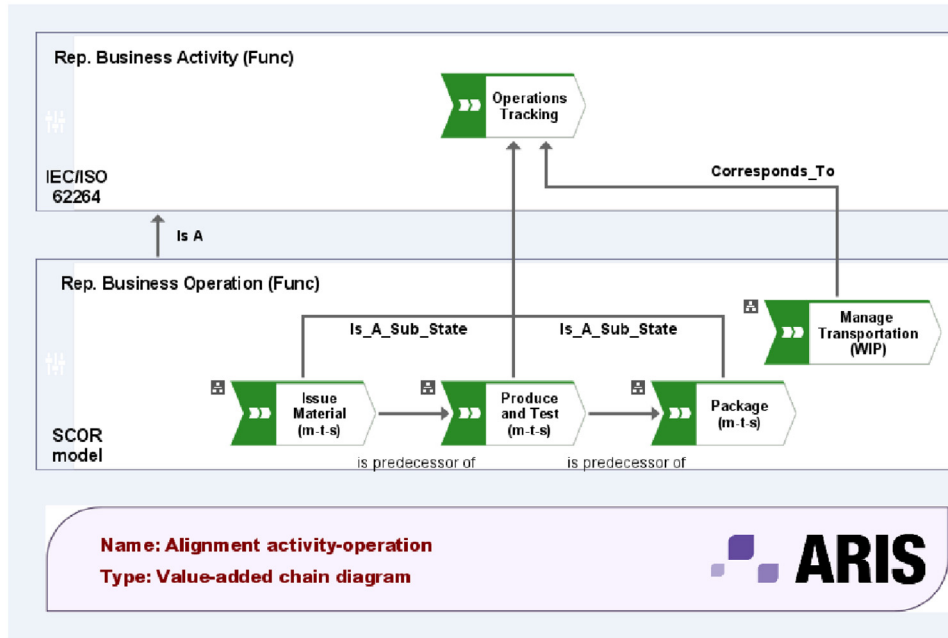 Rep. Business Activity (Func)
Operations
Tracking
IEC/ISO
62264
Corresponds_To
Is A
Rep. Business Operation (Func)
Is_A_Sub_State
Is_A_Sub_State
Manage
Transportation
(WIP)
Issue
Material
(m-t-s)
Produce
and Test
(m-t-s)
Package
(m-t-s)
SCOR
model
is predecessor of
is predecessor of
Name: Alignment activity-operation
Type: Value-added chain diagram
ARIS